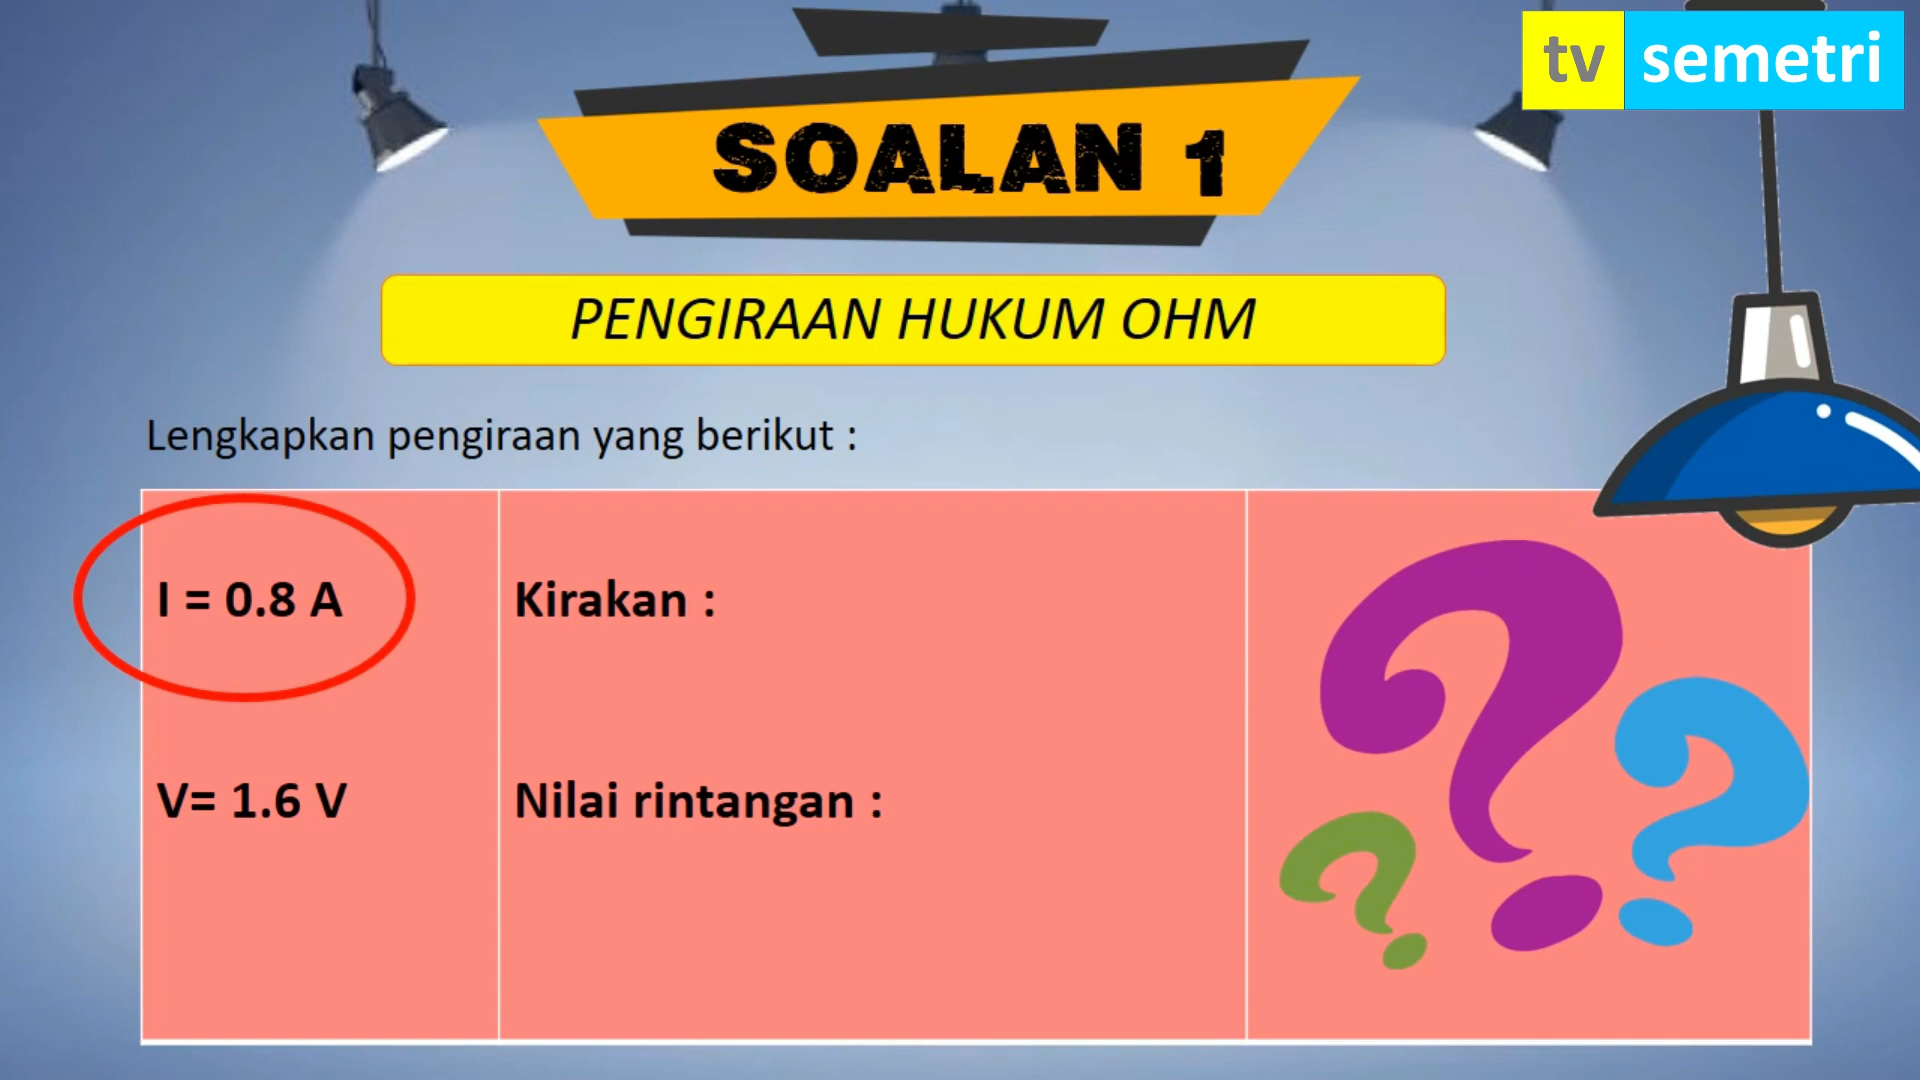 tv semetri
SOALAN 1
PENGIRAAN HUKUM OHM
Lengkapkan pengiraan yang berikut :
I = 0.8 A
Kirakan :
V= 1.6 V
Nilai rintangan :